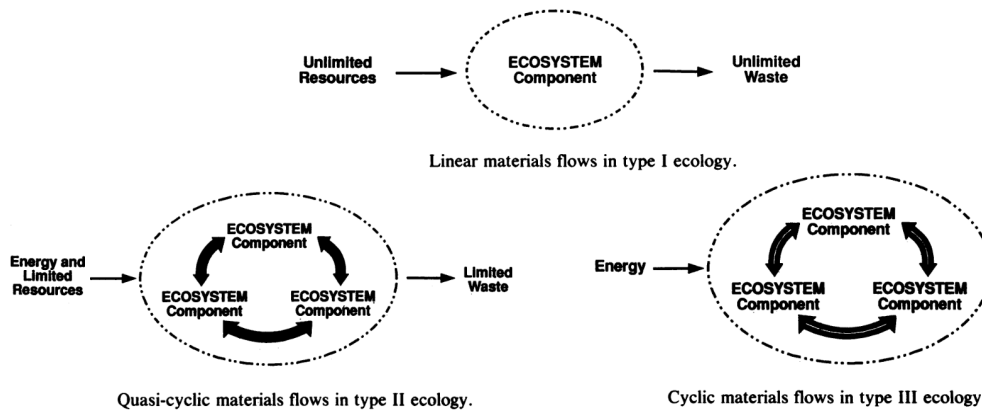 Unlimited
Resources
ECOSYSTEM
Component
Unlimited
Waste
Linear materials flows in type I ecology.
Energy and
Limited
Resources
ECOSYSTEM
Component
ECOSYSTEM
Component
ECOSYSTEM
Component
Limited
Waste
Quasi-cyclic materials flows in type II ecology.
Energy
ECOSYSTEM
Component
ECOSYSTEM
Component
ECOSYSTEM
Component
Cyclic materials flows in type III ecology